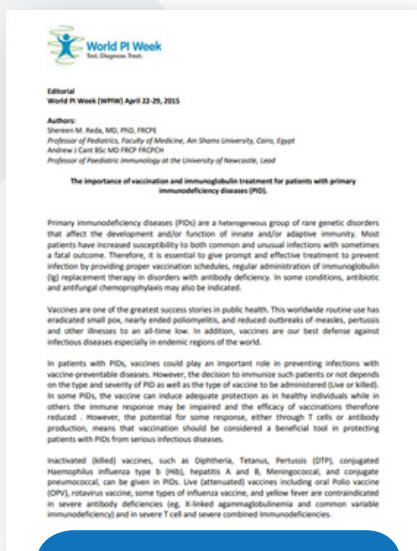 World PI Week
Test. Diagnose. Treat.
Editorial
World PI Week (WPIW) April 22-29, 2015
Authors:
Shereen M. Reda, MD, PhD, FRCPE
Professor of Pediatrics, Faculty of Medicine, Ain Shams University, Cairo, Egypt
Andrew J Cant BSc MD FRCP FRCPCH
Professor of Paediatric Immunology at the University of Newcastle, Lead
The importance of vaccination and immunoglobulin treatment for patients with primary
immunodeficiency diseases (PID).
Primary immunodeficiency diseases (PIDs) are a heterogeneous group of rare genetic disorders
that affect the development and/or function of innate and/or adaptive immunity. Most
patients have increased susceptibility to both common and unusual infections with sometimes
a fatal outcome. Therefore, it is essential to give prompt and effective treatment to prevent
infection by providing proper vaccination schedules, regular administration of immunoglobulin
(Ig) replacement therapy in disorders with antibody deficiency. In some conditions, antibiotic
and antifungal chemoprophylaxis may also be indicated.
Vaccines are one of the greatest success stories in public health. This worldwide routine use has
eradicated small pox, nearly ended poliomyelitis, and reduced outbreaks of measles, pertussis
and other illnesses to an all-time low. In addition, vaccines are our best defense against
infectious diseases especially in endemic regions of the world.
In patients with PIDs, vaccines could play an important role in preventing infections with
vaccine-preventable diseases. However, the decision to immunize such patients or not depends
on the type and severity of PID as well as the type of vaccine to be administered (Live or killed).
In some PIDs, the vaccine can induce adequate protection as in healthy individuals while in
others the immune response may be impaired and the efficacy of vaccinations therefore
reduced . However, the potential for some response, either through T cells or antibody
production, means that vaccination should be considered a beneficial tool in protecting
patients with PIDs from serious infectious diseases.
Inactivated (killed) vaccines, such as Diphtheria, Tetanus, Pertussis (DTP), conjugated
Haemophilus influenza type b (Hib), hepatitis A and B, Meningococcal, and conjugate
pneumococcal, can be given in PIDs. Live (attenuated) vaccines including oral Polio vaccine
(OPV), rotavirus vaccine, some types of influenza vaccine, and yellow fever are contraindicated
in severe antibody deficiencies (eg, X-linked agammaglobulinemia and common variable
immunodeficiency) and in severe T cell and severe combined immunodeficiencies.